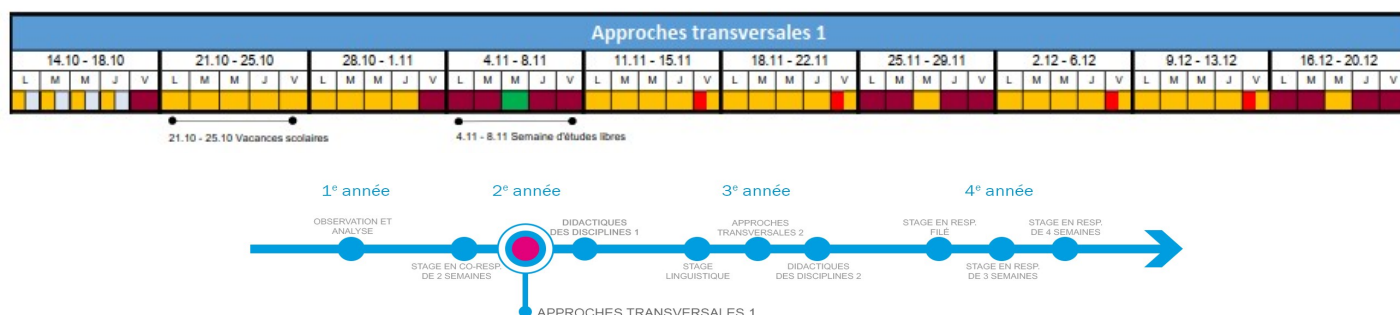 Approches transversales 1
14.10 - 18.10 21.10 - 25.10 28.10 - 1.11 4.11 - 8.11 11.11 - 15.11 18.11 - 22.11 25.11 - 29.11 2.12 - 6.12 9.12 - 13.12 16.12 - 20.12
L M M J V L M M J V L M M J V L M M J V L M M J V L M M J V L M M J V L M M J V L M M J V L M M J V
21.10 - 25.10 Vacances scolaires 4.11 - 8.11 Semaine d'études libres
1e année 2e année 3e année 4e année
OBSERVATION ET
ANALYSE
DIDACTIQUES
DES DISCIPLINES 1
APPROCHES
TRANSVERSALES 2
STAGE EN RESP.
FILÉ
STAGE EN RESP.
DE 4 SEMAINES
STAGE EN CO-RESP.
DE 2 SEMAINES
STAGE
LINGUISTIQUE
DIDACTIQUES
DES DISCIPLINES 2
STAGE EN RESP.
DE 3 SEMAINES
APPROCHES TRANSVERSALES 1